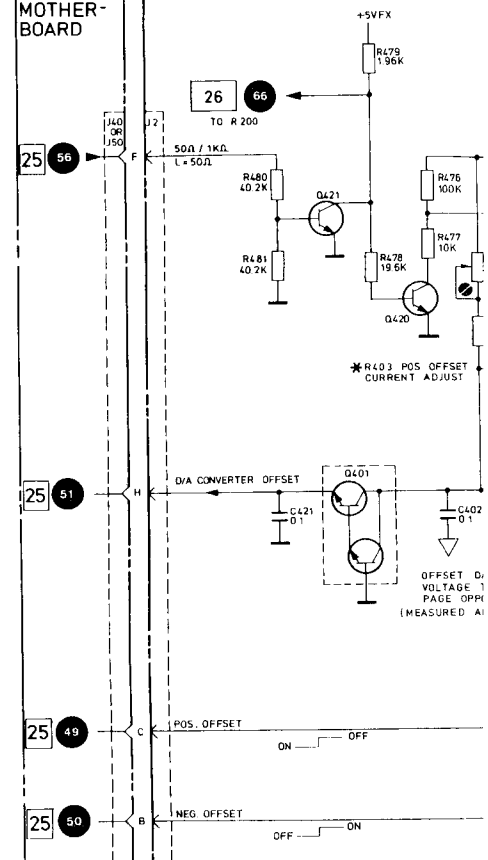 MOTHER-
BOARD
+5VFX
R479
1.96K
26 66
TO R200
J40
OR
J50
J2
25 56
F
50Ω / 1KΩ
L = 50Ω
R480
40.2K
Q421
R476
100K
R477
10K
R481
40.2K
R478
19.6K
Q420
*R403 POS OFFSET
CURRENT ADJUST
25 51
H
D/A CONVERTER OFFSET
Q401
C421
0.1
C402
0.1
OFFSET
VOLTAGE
PAGE
(MEASURED
25 49
C
POS. OFFSET
ON OFF
25 50
B
NEG. OFFSET
OFF ON